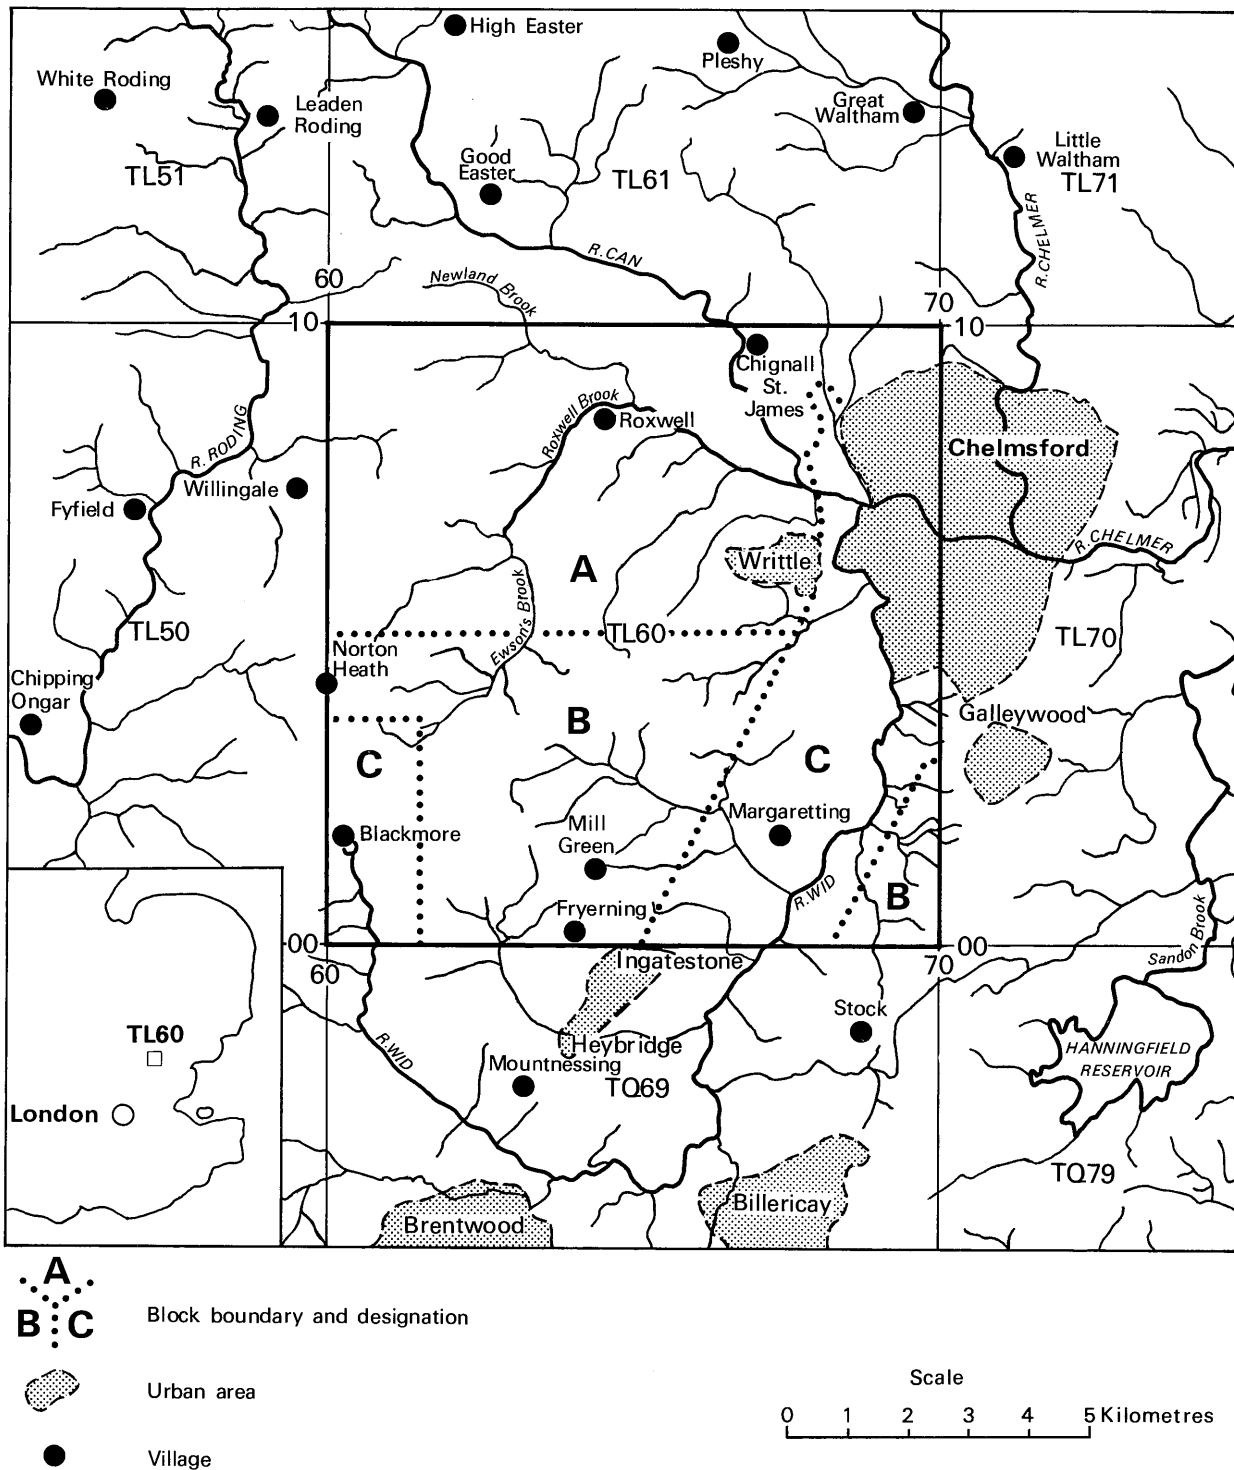 High Easter
Pleshy
White Roding
Leaden
Roding
Great
Waltham
Little
Waltham
Good
Easter
TL51
TL61
TL71
R.CHELMER
R.CAN
60
Newland Brook
70
10
10
Chignall
St.
James
Roxwell Brook
Roxwell
R. RODING
Chelmsford
Willingale
Fyfield
R.CHELMER
A
Writtle
Ewson's Brook
TL50
TL60
TL70
Norton
Heath
Chipping
Ongar
B
Galleywood
C
C
Margaretting
Mill
Green
Blackmore
R.WID
B
Fryerning
Sandon Brook
00
00
60
Ingatestone
70
Stock
TL60
R.WID
Heybridge
HANNINGFIELD
RESERVOIR
Mountnessing
TQ69
London
TQ79
Billericay
Brentwood
A
B C
Block boundary and designation
Urban area
Scale
0 1 2 3 4 5 Kilometres
Village